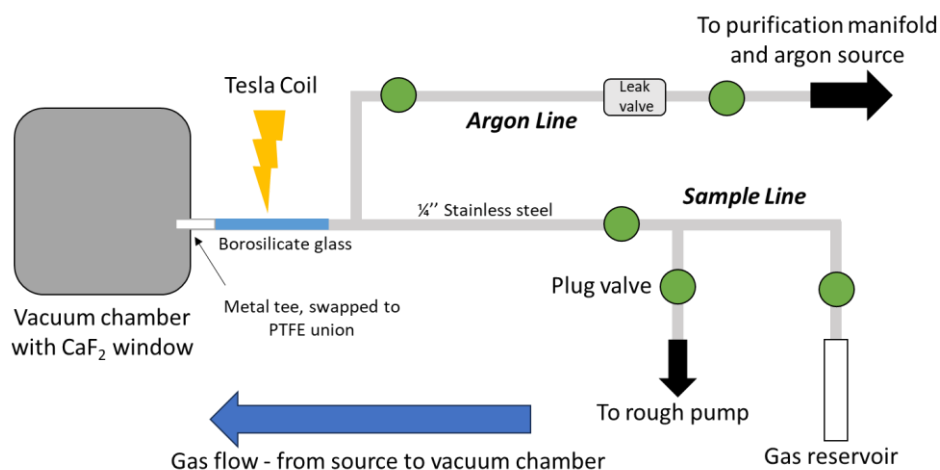 To purification manifold
and argon source
Tesla Coil
Leak
valve
Argon Line
Sample Line
¼’’ Stainless steel
Borosilicate glass
Plug valve
Metal tee, swapped to
PTFE union
Vacuum chamber
with CaF₂ window
To rough pump
Gas reservoir
Gas flow - from source to vacuum chamber